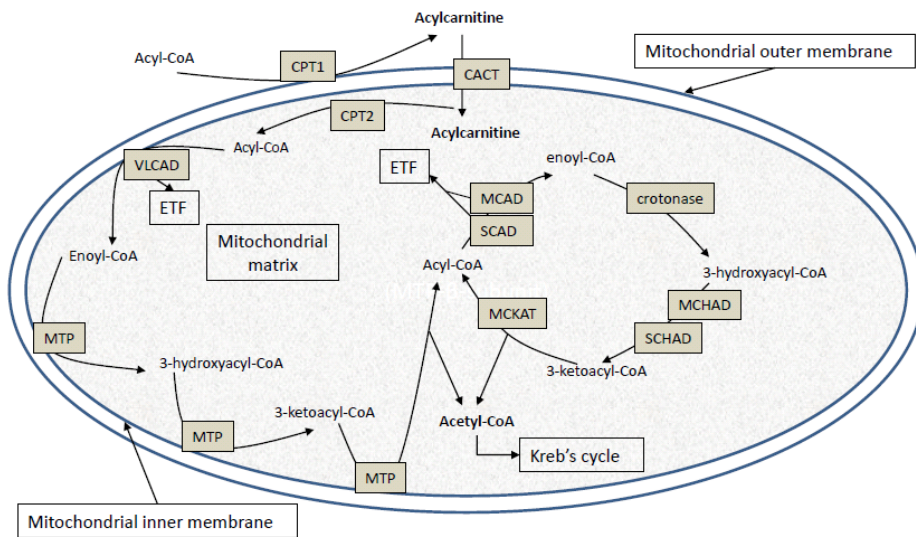 Acylcarnitine
Mitochondrial outer membrane
Acyl-CoA
CPT1
CACT
CPT2
Acylcarnitine
Acyl-CoA
VLCAD
ETF
ETF
enoyl-CoA
MCAD
crotonase
SCAD
Mitochondrial
matrix
Enoyl-CoA
Acyl-CoA
3-hydroxyacyl-CoA
MCHAD
MCKAT
SCHAD
MTP
3-hydroxyacyl-CoA
3-ketoacyl-CoA
3-ketoacyl-CoA
Acetyl-CoA
MTP
Kreb's cycle
MTP
Mitochondrial inner membrane